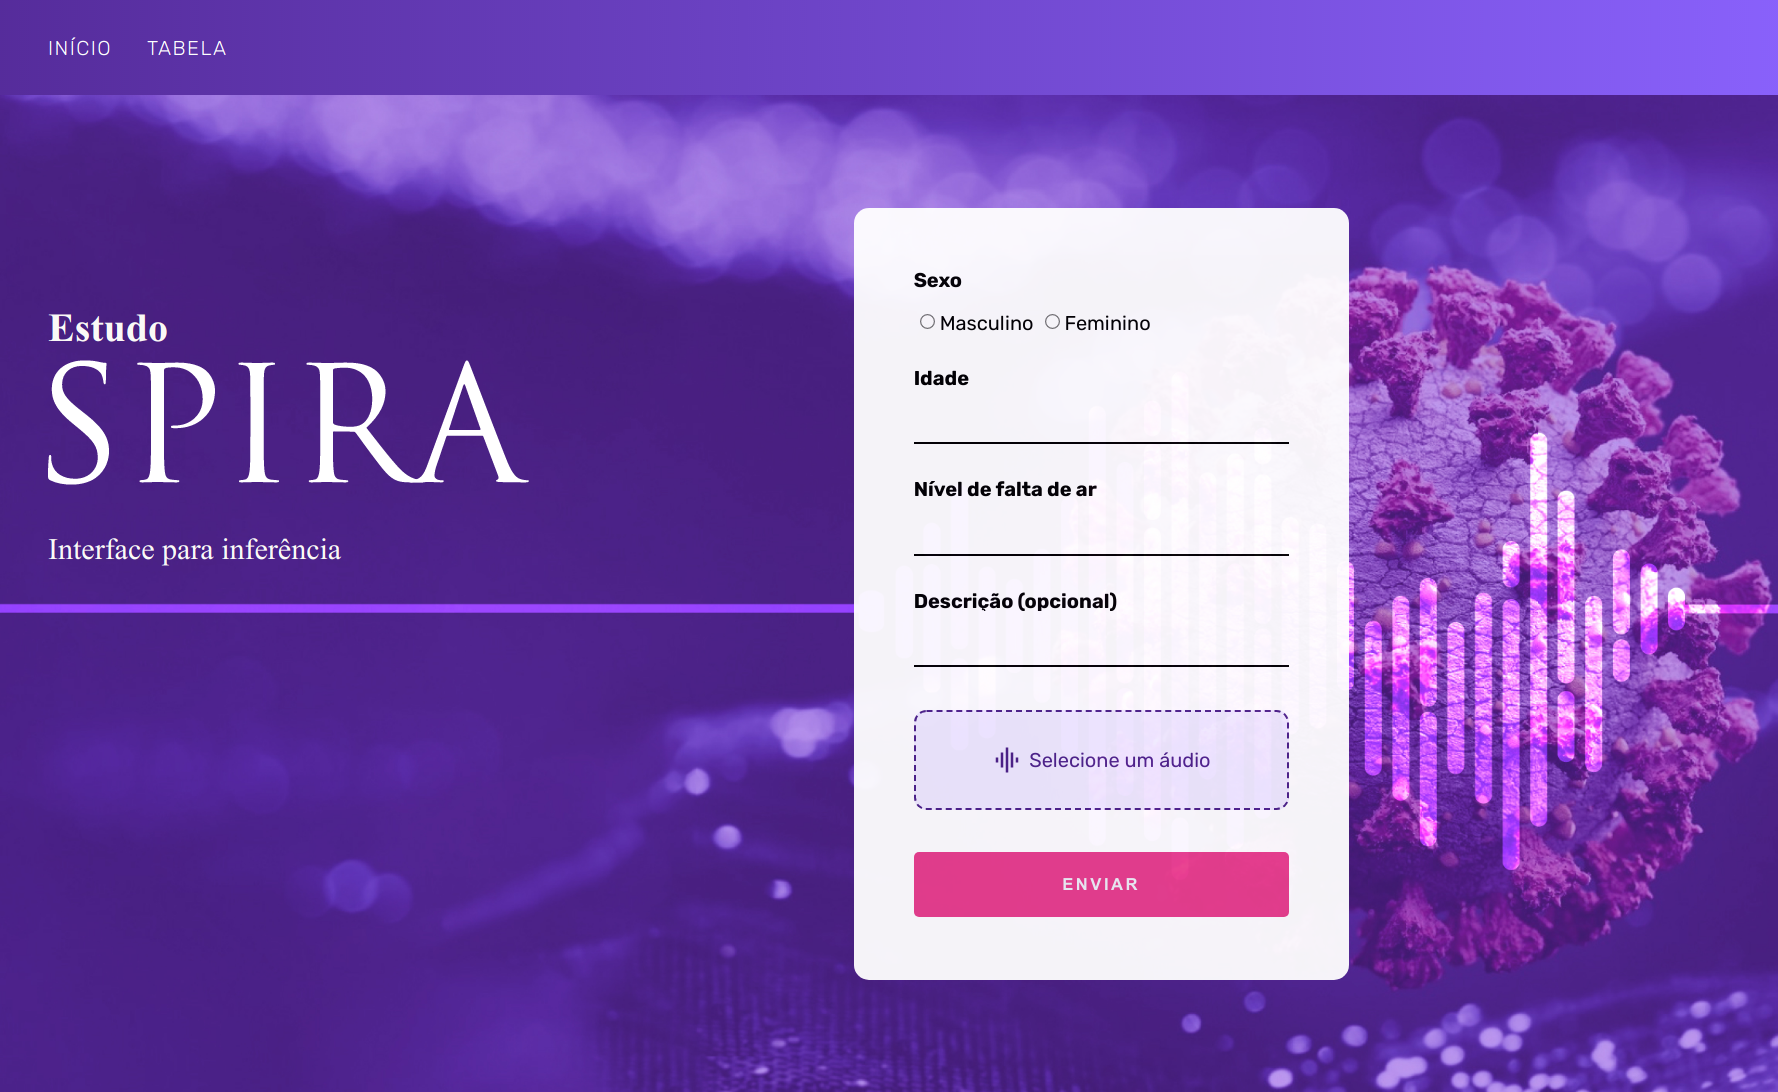 INÍCIO TABELA
Estudo
SPIRA
Interface para inferência
Sexo
Masculino Feminino
Idade
Nível de falta de ar
Descrição (opcional)
Selecione um áudio
ENVIAR